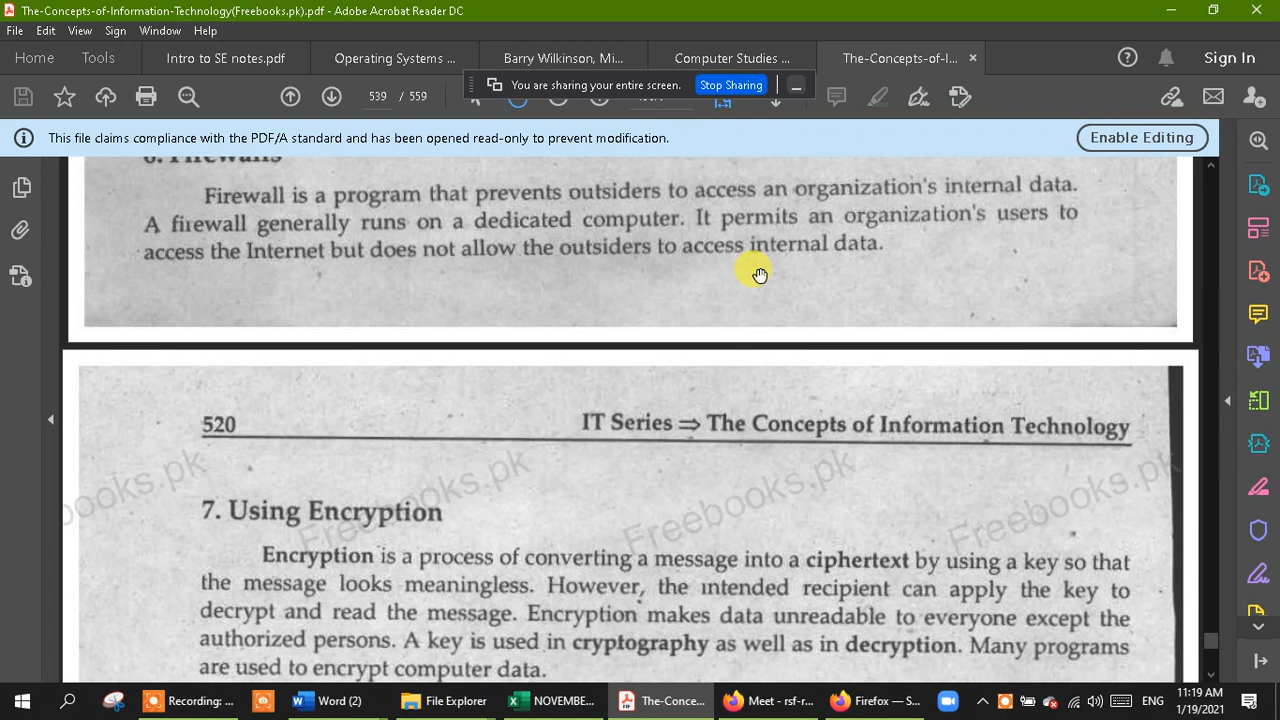 The-Concepts-of-Information-Technology(Freebooks.pk).pdf - Adobe Acrobat Reader DC
File Edit View Sign Window Help
Home Tools Intro to SE notes.pdf Operating Systems ... Barry Wilkinson, Mi... Computer Studies ... The-Concepts-of-I... Sign In
You are sharing your entire screen. Stop Sharing
539 / 559
This file claims compliance with the PDF/A standard and has been opened read-only to prevent modification. Enable Editing
6. Firewalls
Firewall is a program that prevents outsiders to access an organization's internal data.
A firewall generally runs on a dedicated computer. It permits an organization's users to
access the Internet but does not allow the outsiders to access internal data.
520 IT Series ⇒ The Concepts of Information Technology
Freebooks.pk Freebooks.pk Freebooks.pk
7. Using Encryption
Encryption is a process of converting a message into a ciphertext by using a key so that
the message looks meaningless. However, the intended recipient can apply the key to
decrypt and read the message. Encryption makes data unreadable to everyone except the
authorized persons. A key is used in cryptography as well as in decryption. Many programs
are used to encrypt computer data.
Recording:... Word (2) File Explorer NOVEMBE... The-Conce... Meet - rsf-r... Firefox — S... ENG 11:19 AM
1/19/2021